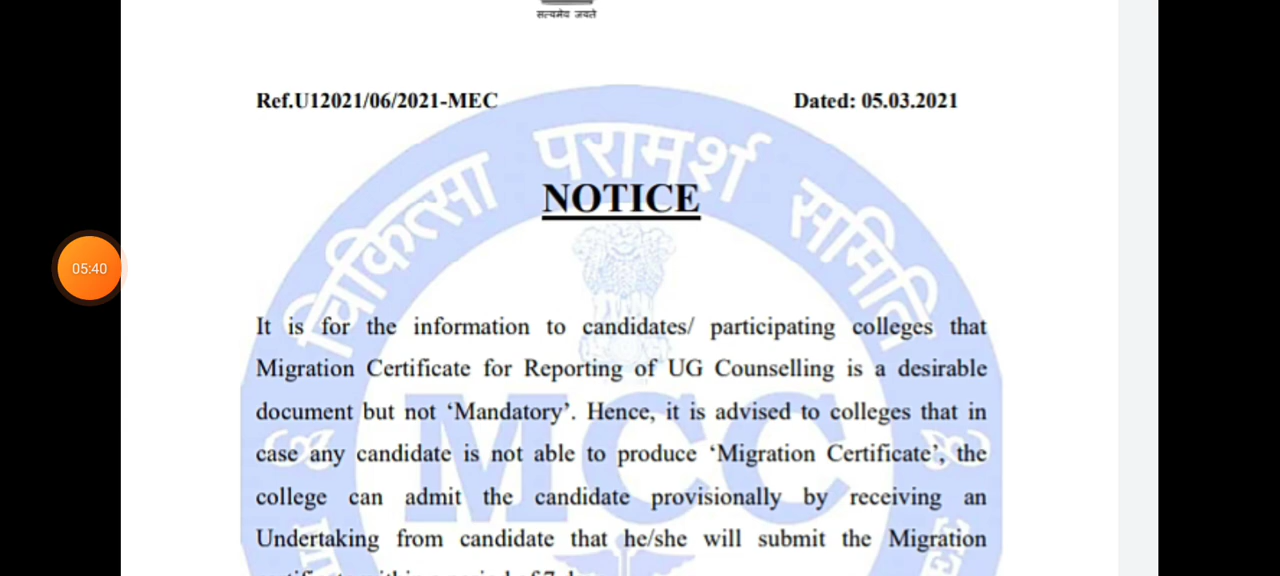 सत्यमेव जयते
Ref.U12021/06/2021-MEC Dated: 05.03.2021
चिकित्सा परामर्श समिति
NOTICE
05:40
It is for the information to candidates/ participating colleges that
Migration Certificate for Reporting of UG Counselling is a desirable
document but not ‘Mandatory’. Hence, it is advised to colleges that in
case any candidate is not able to produce ‘Migration Certificate’, the
MCC
college can admit the candidate provisionally by receiving an
Undertaking from candidate that he/she will submit the Migration